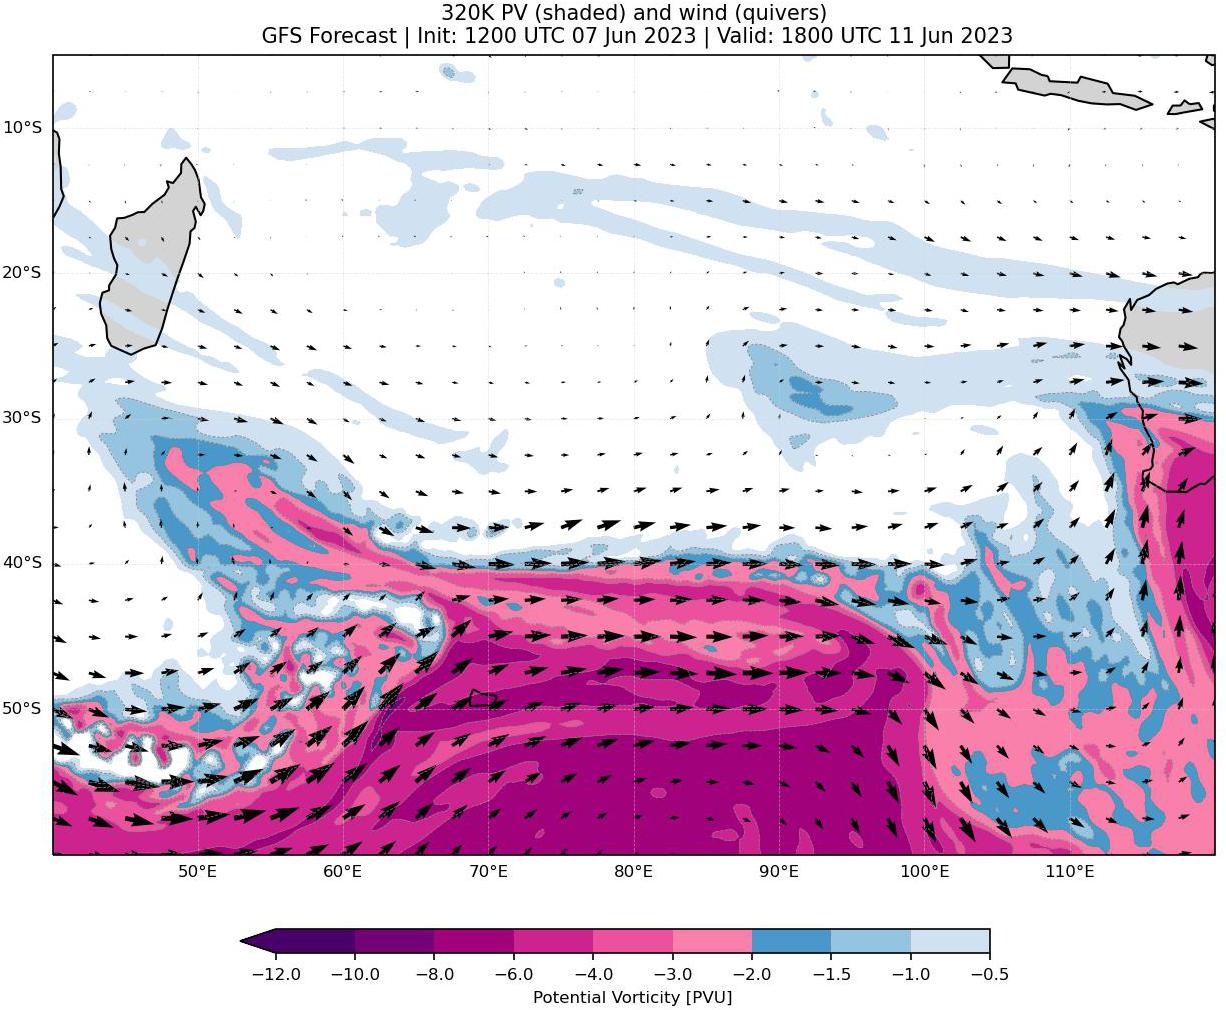 320K PV (shaded) and wind (quivers)
GFS Forecast | Init: 1200 UTC 07 Jun 2023 | Valid: 1800 UTC 11 Jun 2023
10°S
20°S
30°S
40°S
50°S
50°E 60°E 70°E 80°E 90°E 100°E 110°E
−12.0 −10.0 −8.0 −6.0 −4.0 −3.0 −2.0 −1.5 −1.0 −0.5
Potential Vorticity [PVU]